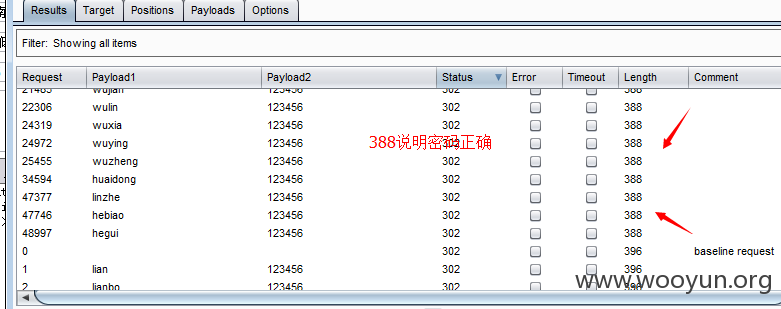 Results Target Positions Payloads Options
Filter: Showing all items
Request Payload1 Payload2 Status Error Timeout Length Comment
21485 wujian 123456 302 388
22306 wulin 123456 302 388
24319 wuxia 123456 302 388
24972 wuying 123456 302 388
388说明密码正确
25455 wuzheng 123456 302 388
34594 huaidong 123456 302 388
47377 linzhe 123456 302 388
47746 hebiao 123456 302 388
48997 hegui 123456 302 388
0 302 396 baseline request
1 lian 123456 302 396
2 lianbo 123456 302 396
www.wooyun.org